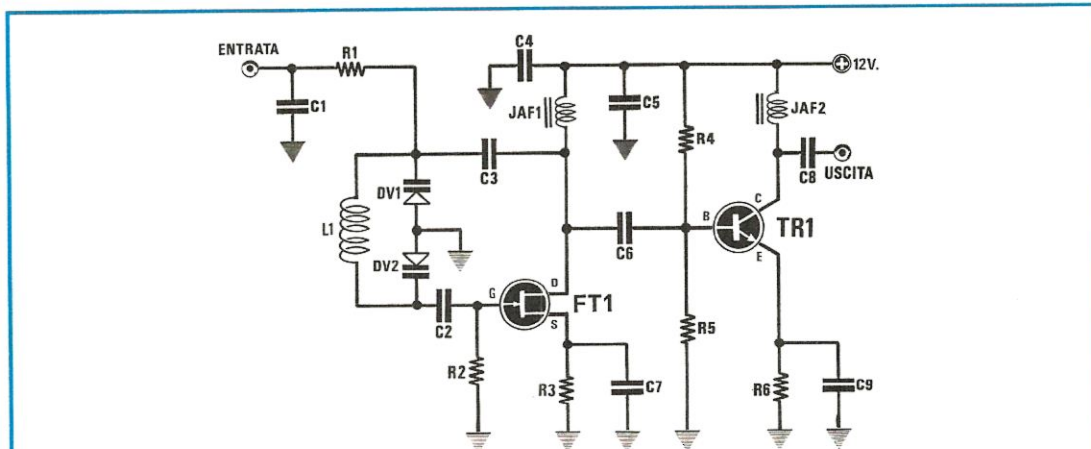 ENTRATA
R1
C1
C4
12V.
JAF1
C5
R4
JAF2
C3
C8
USCITA
DV1
L1
DV2
C6
B
C
E
TR1
G
D
S
FT1
C2
R2
R3
C7
R5
R6
C9